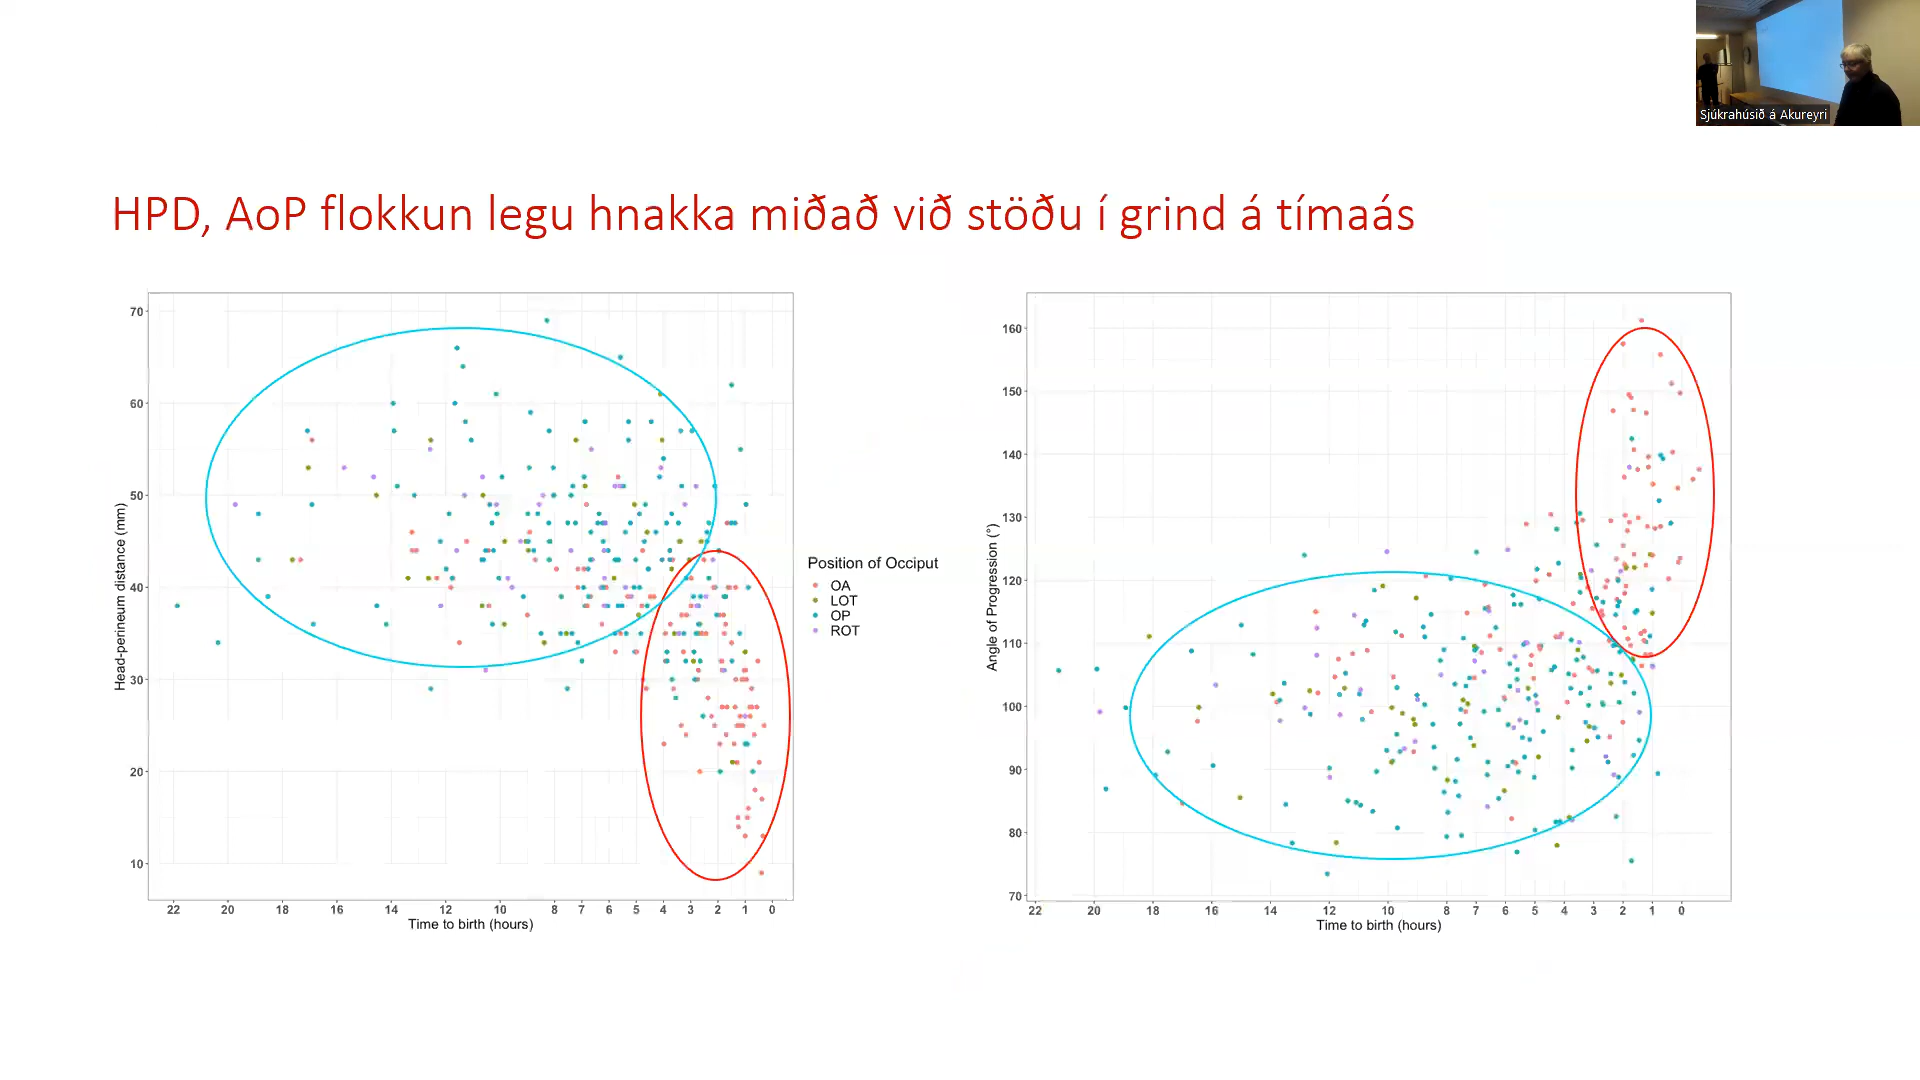 Sjúkrahúsið á Akureyri
HPD, AoP flokkun legu hnakka miðað við stöðu í grind á tímaás
Head-perineum distance (mm)
70
60
50
40
30
20
10
22 20 18 16 14 12 10 8 7 6 5 4 3 2 1 0
Time to birth (hours)
Position of Occiput
OA
LOT
OP
ROT
Angle of Progression (°)
160
150
140
130
120
110
100
90
80
70
22 20 18 16 14 12 10 8 7 6 5 4 3 2 1 0
Time to birth (hours)